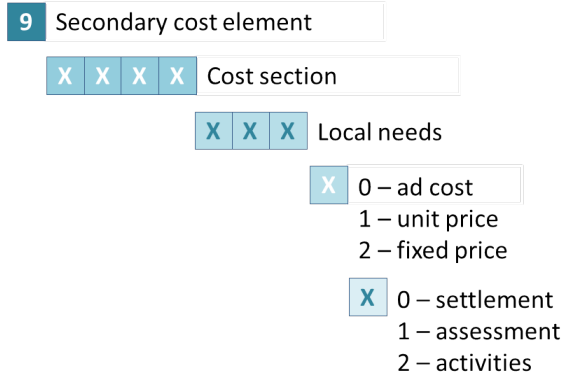 9 Secondary cost element
X X X X Cost section
X X X Local needs
X 0 – ad cost
1 – unit price
2 – fixed price
X 0 – settlement
1 – assessment
2 – activities